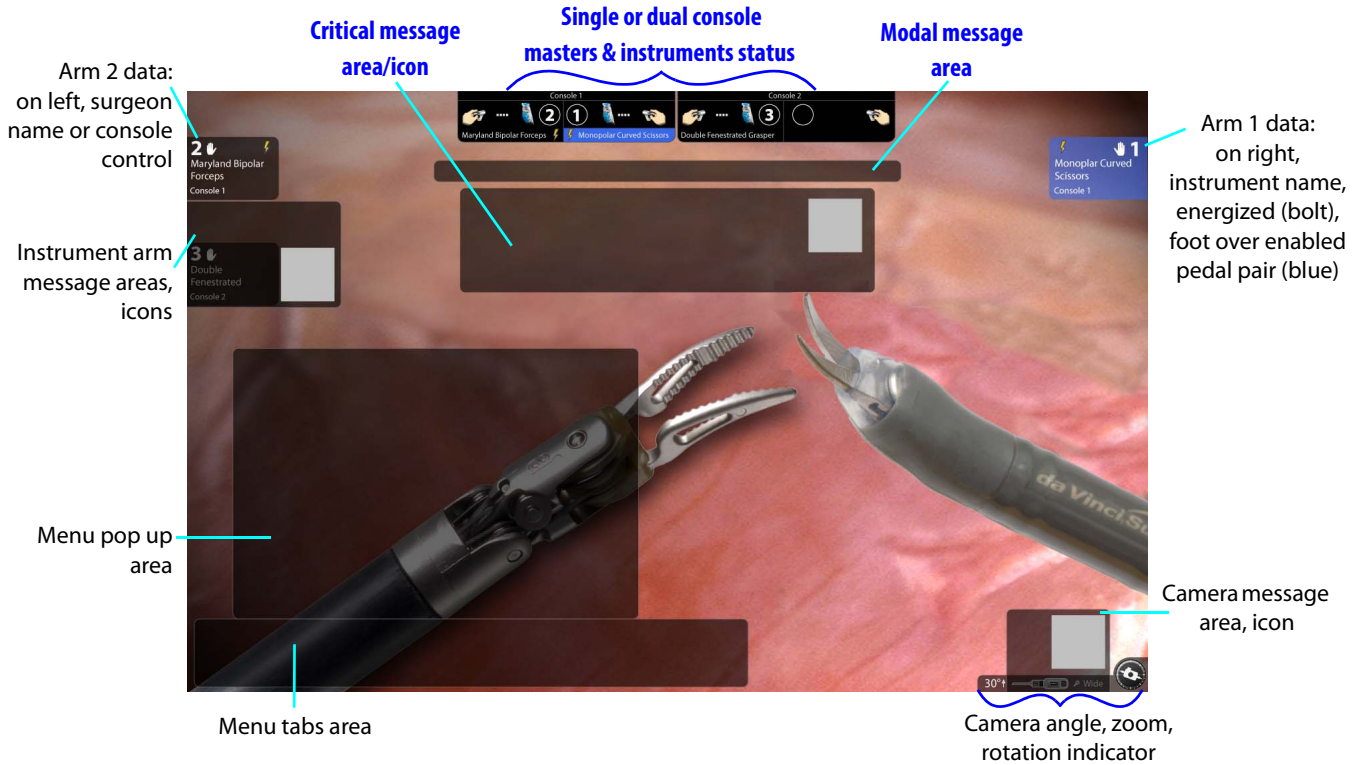 Single or dual console
masters & instruments status
Critical message
area/icon
Modal message
area
Arm 2 data:
on left, surgeon
name or console
control
Console 1
2 1
Maryland Bipolar Forceps
Monopolar Curved Scissors
Console 2
3
Double Fenestrated Grasper
2
Maryland Bipolar
Forceps
Console 1
1
Monoplar Curved
Scissors
Console 1
Arm 1 data:
on right,
instrument name,
energized (bolt),
foot over enabled
pedal pair (blue)
Instrument arm
message areas,
icons
3
Double
Fenestrated
Console 2
Menu pop up
area
da Vinci.Su
Camera message
area, icon
30° Wide
Menu tabs area
Camera angle, zoom,
rotation indicator